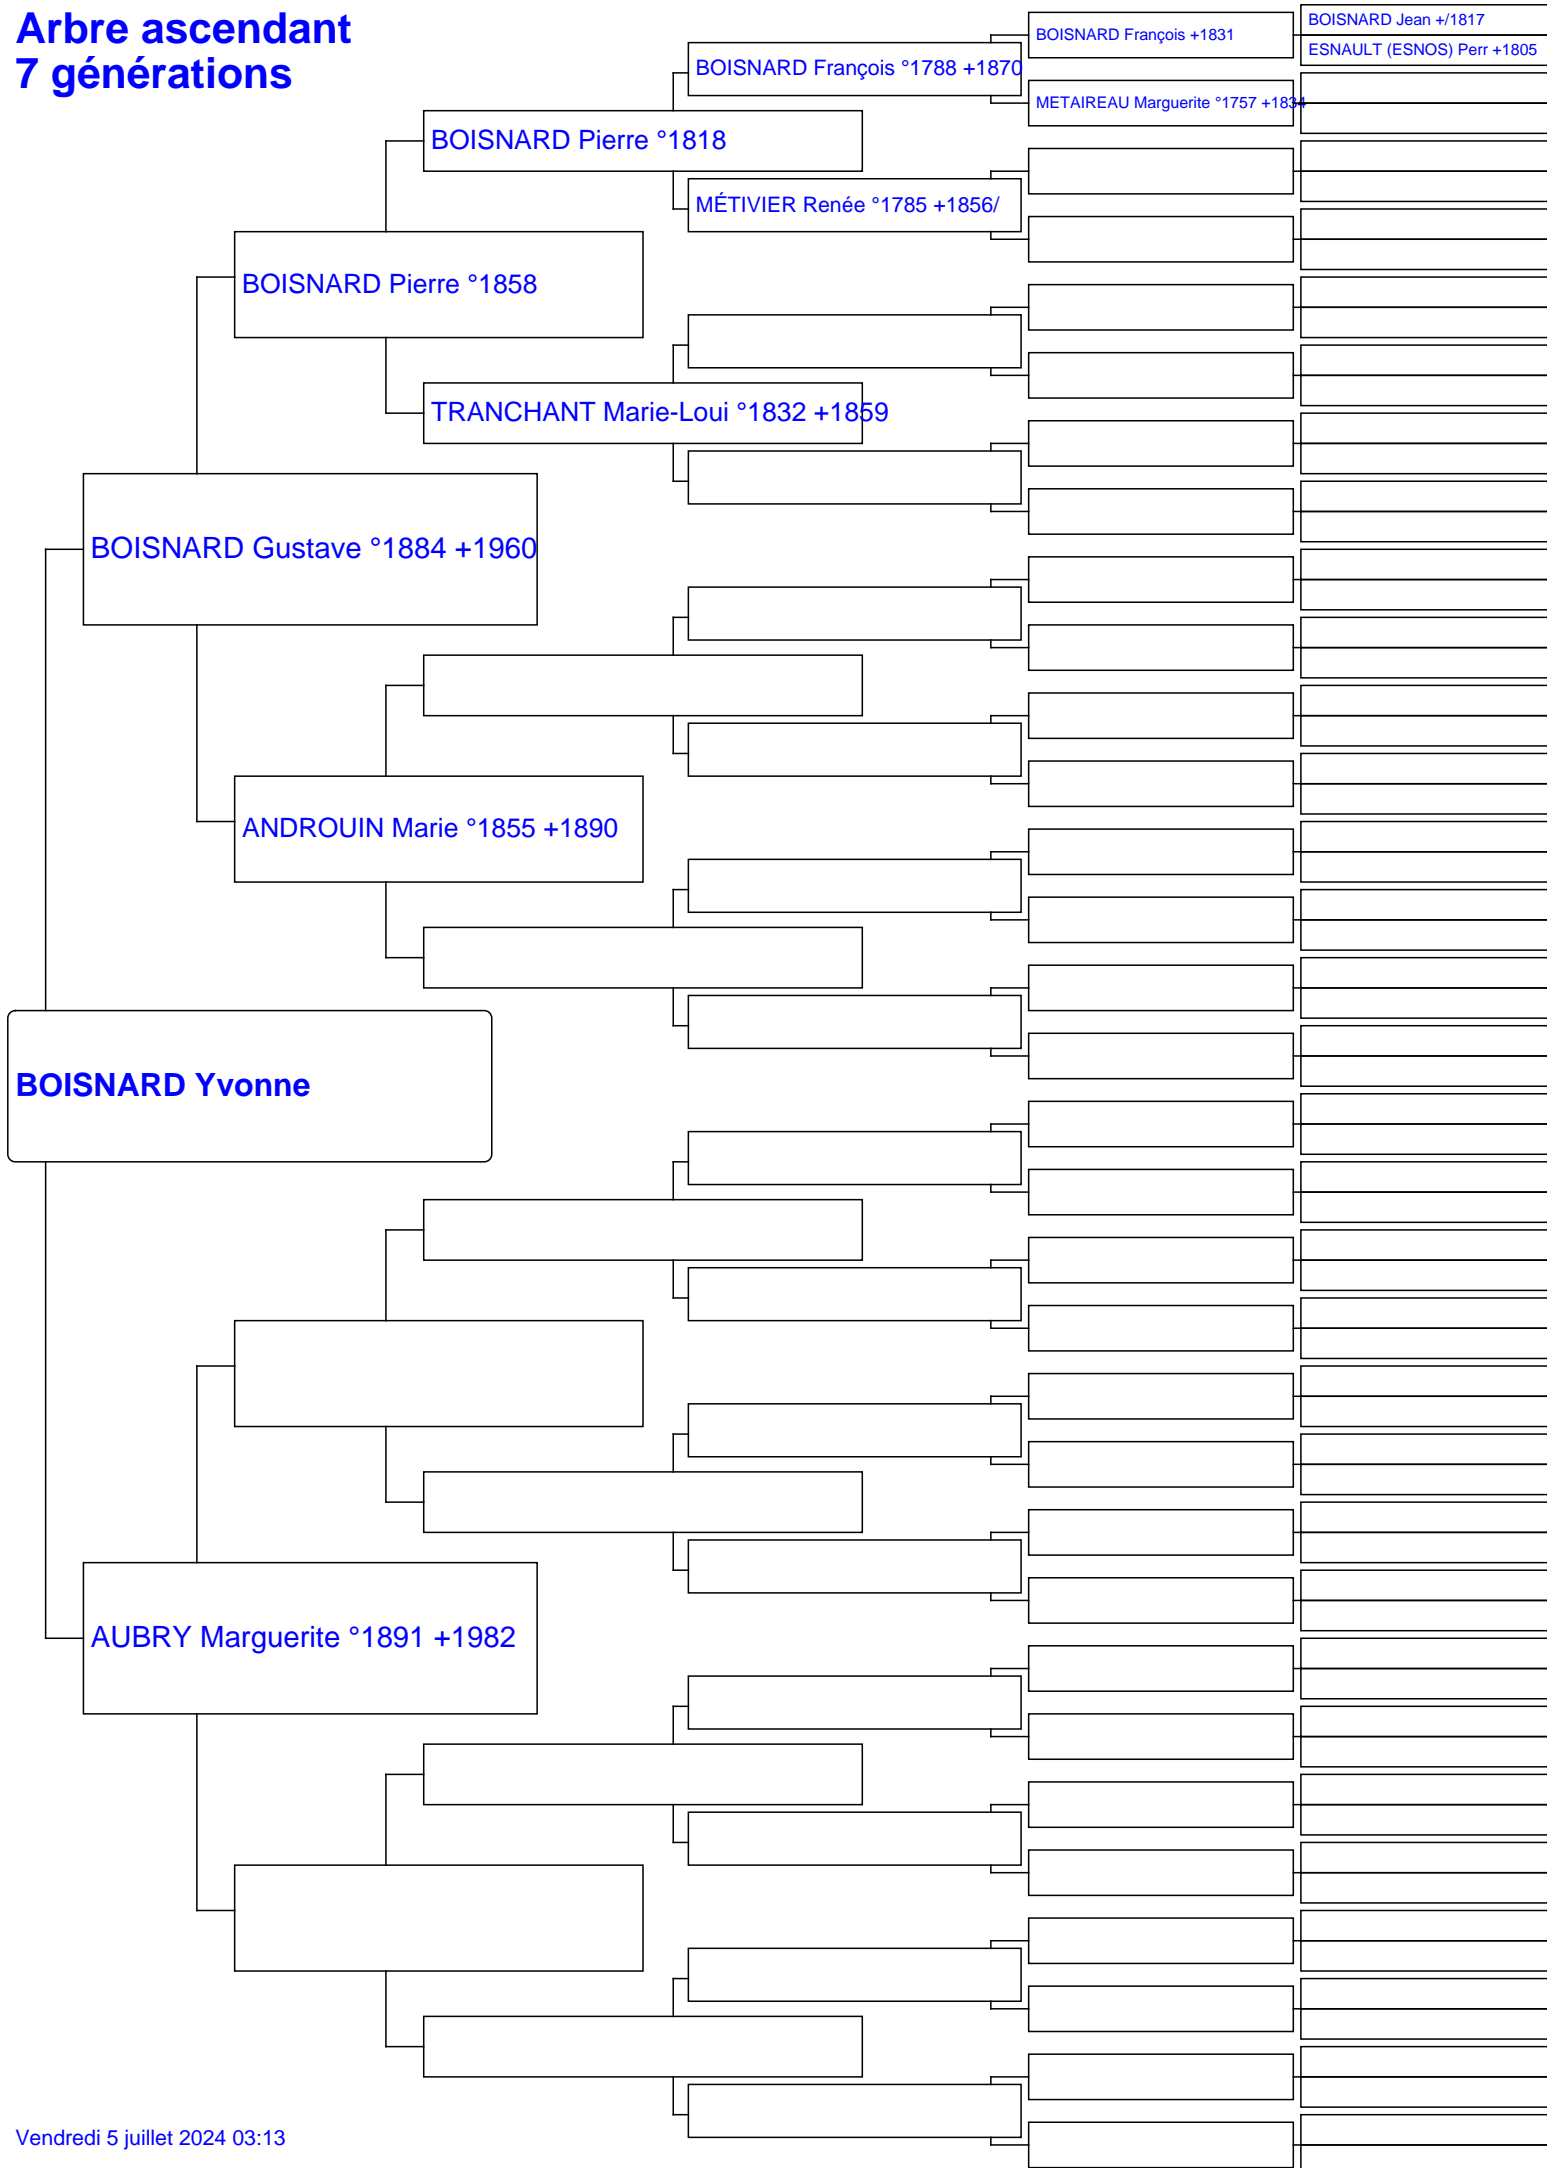 Arbre ascendant
7 générations
BOISNARD Jean +/1817
BOISNARD François +1831
ESNAULT (ESNOS) Perr +1805
BOISNARD François °1788 +1870
METAIREAU Marguerite °1757 +1834
BOISNARD Pierre °1818
MÉTIVIER Renée °1785 +1856/
BOISNARD Pierre °1858
TRANCHANT Marie-Loui °1832 +1859
BOISNARD Gustave °1884 +1960
ANDROUIN Marie °1855 +1890
BOISNARD Yvonne
AUBRY Marguerite °1891 +1982
Vendredi 5 juillet 2024 03:13